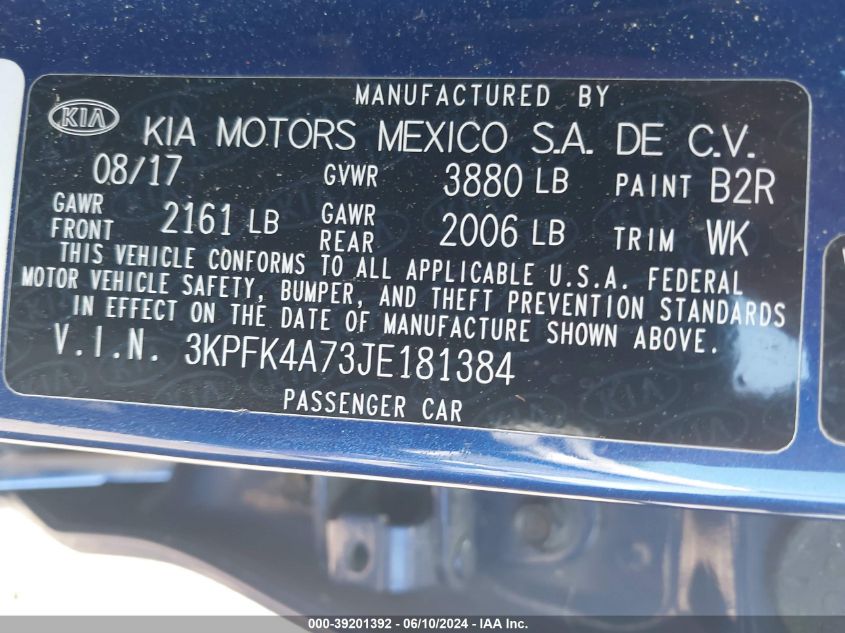 MANUFACTURED BY
KIA KIA MOTORS MEXICO S.A. DE C.V.
08/17 GVWR 3880 LB PAINT B2R
GAWR FRONT 2161 LB GAWR REAR 2006 LB TRIM WK
THIS VEHICLE CONFORMS TO ALL APPLICABLE U.S.A. FEDERAL
MOTOR VEHICLE SAFETY, BUMPER, AND THEFT PREVENTION STANDARDS
IN EFFECT ON THE DATE OF MANUFACTURE SHOWN ABOVE.
V.I.N. 3KPFK4A73JE181384
PASSENGER CAR
000-39201392 - 06/10/2024 - IAA Inc.